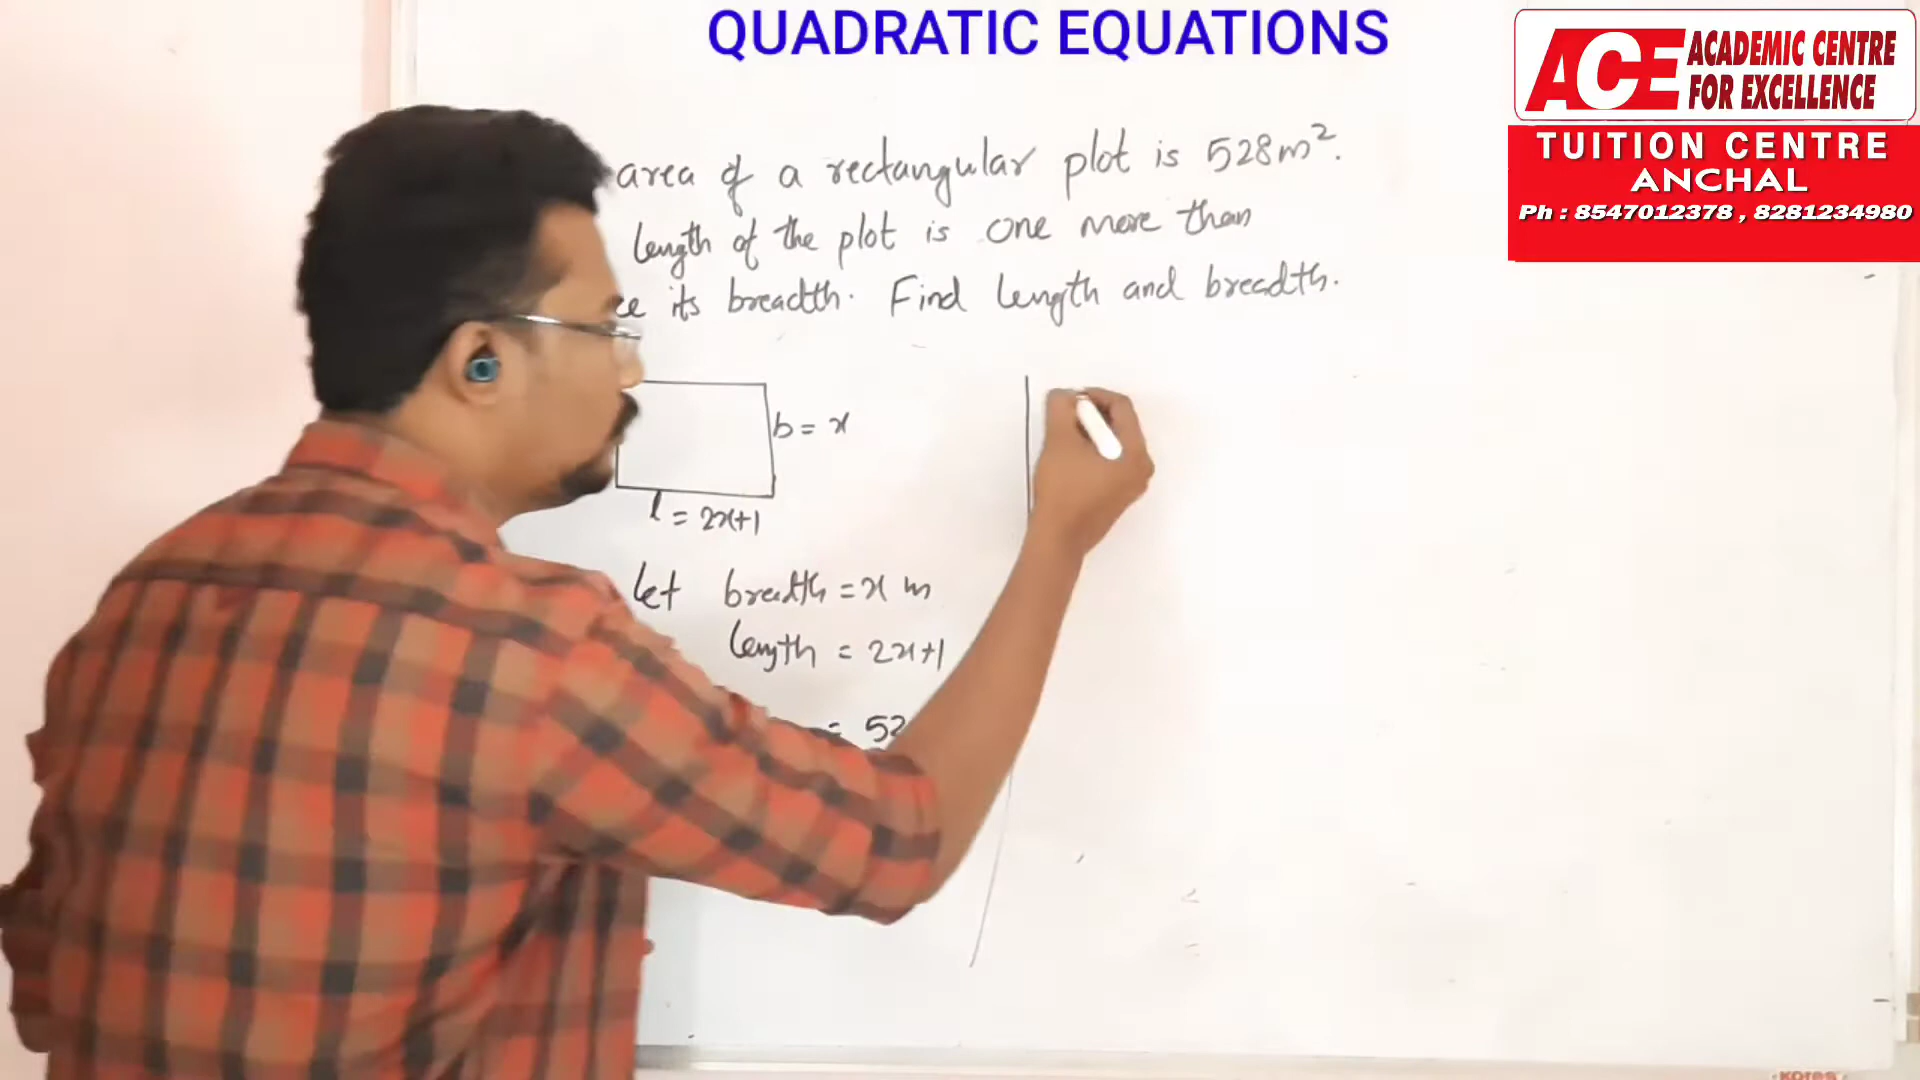 QUADRATIC EQUATIONS
ACE ACADEMIC CENTRE
FOR EXCELLENCE
TUITION CENTRE
ANCHAL
Ph : 8547012378 , 8281234980
area of a rectangular plot is 528m².
length of the plot is one more than
its breadth. Find length and breadth.
b = x
l = 2x+1
let breadth = x m
length = 2x+1
= 52